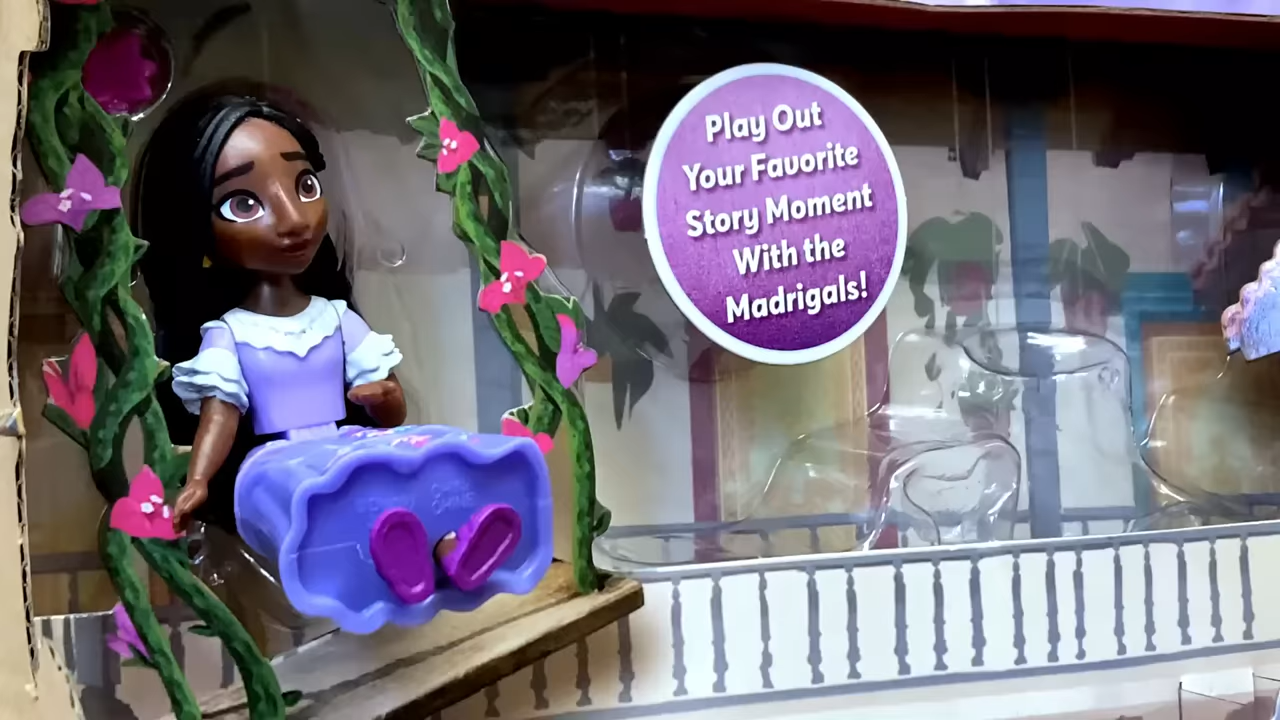 Play Out
Your Favorite
Story Moment
With the
Madrigals!